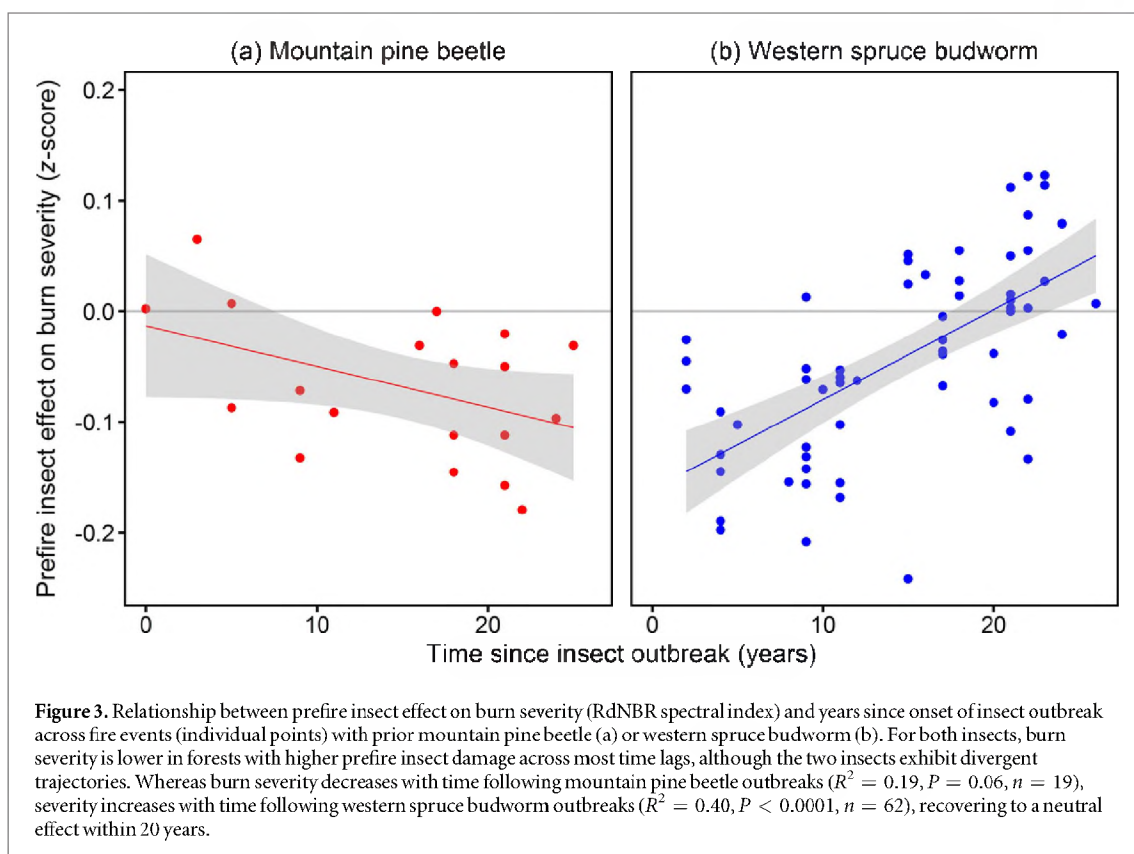 (a) Mountain pine beetle
(b) Western spruce budworm
Prefire insect effect on burn severity (z-score)
0.2
0.1
0.0
-0.1
-0.2
0
10
20
0
10
20
Time since insect outbreak (years)
Figure 3. Relationship between prefire insect effect on burn severity (RdNBR spectral index) and years since onset of insect outbreak
across fire events (individual points) with prior mountain pine beetle (a) or western spruce budworm (b). For both insects, burn
severity is lower in forests with higher prefire insect damage across most time lags, although the two insects exhibit divergent
trajectories. Whereas burn severity decreases with time following mountain pine beetle outbreaks (R² = 0.19, P = 0.06, n = 19),
severity increases with time following western spruce budworm outbreaks (R² = 0.40, P < 0.0001, n = 62), recovering to a neutral
effect within 20 years.